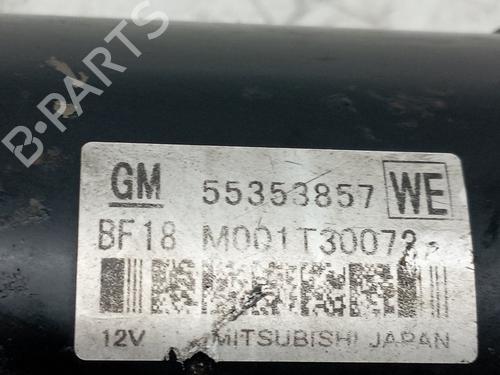 B-PARTS
GM 55353857 WE
BF18 M001T30072
12V MITSUBISHI JAPAN